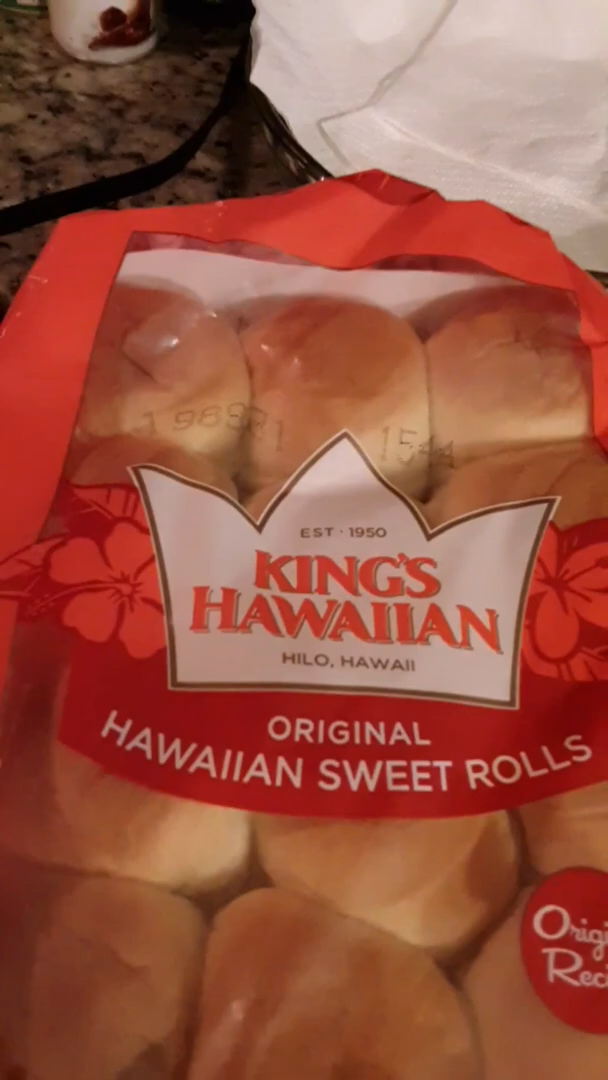 EST · 1950
KING'S
HAWAIIAN
HILO, HAWAII
ORIGINAL
HAWAIIAN SWEET ROLLS